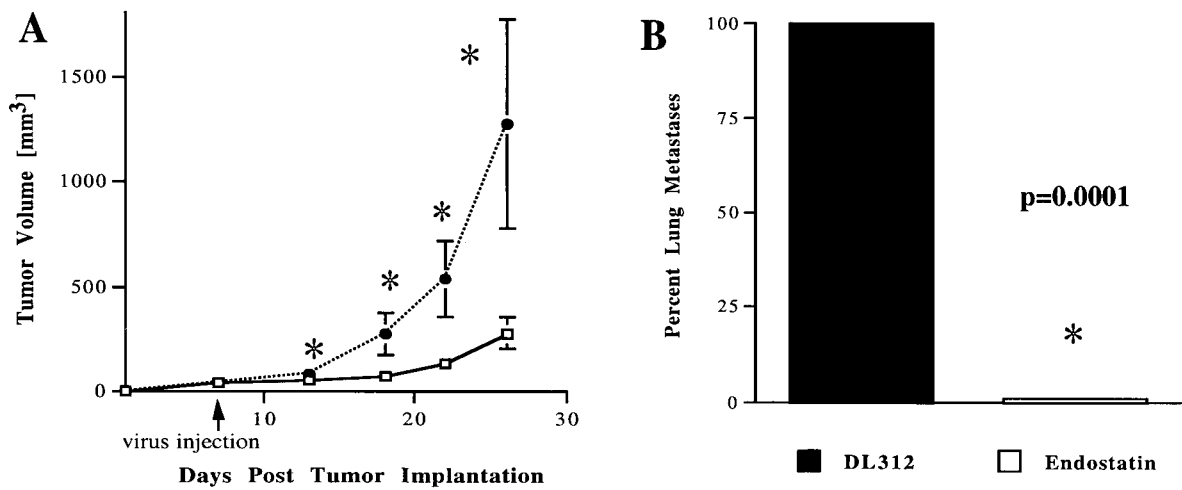 A
Tumor Volume [mm³]
1500
1000
500
0
*
*
*
*
10
20
30
virus injection
Days Post Tumor Implantation
B
Percent Lung Metastases
100
75
50
25
0
p=0.0001
*
DL312
Endostatin